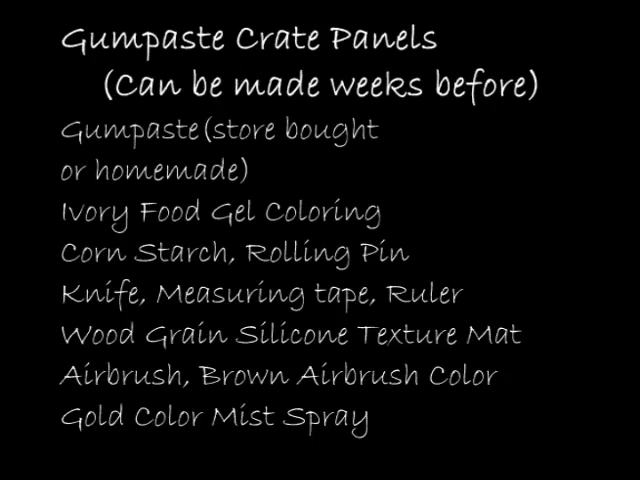 Gumpaste Crate Panels
(Can be made weeks before)
Gumpaste(store bought
or homemade)
Ivory Food Gel Coloring
Corn Starch, Rolling Pin
Knife, Measuring tape, Ruler
Wood Grain Silicone Texture Mat
Airbrush, Brown Airbrush Color
Gold Color Mist Spray